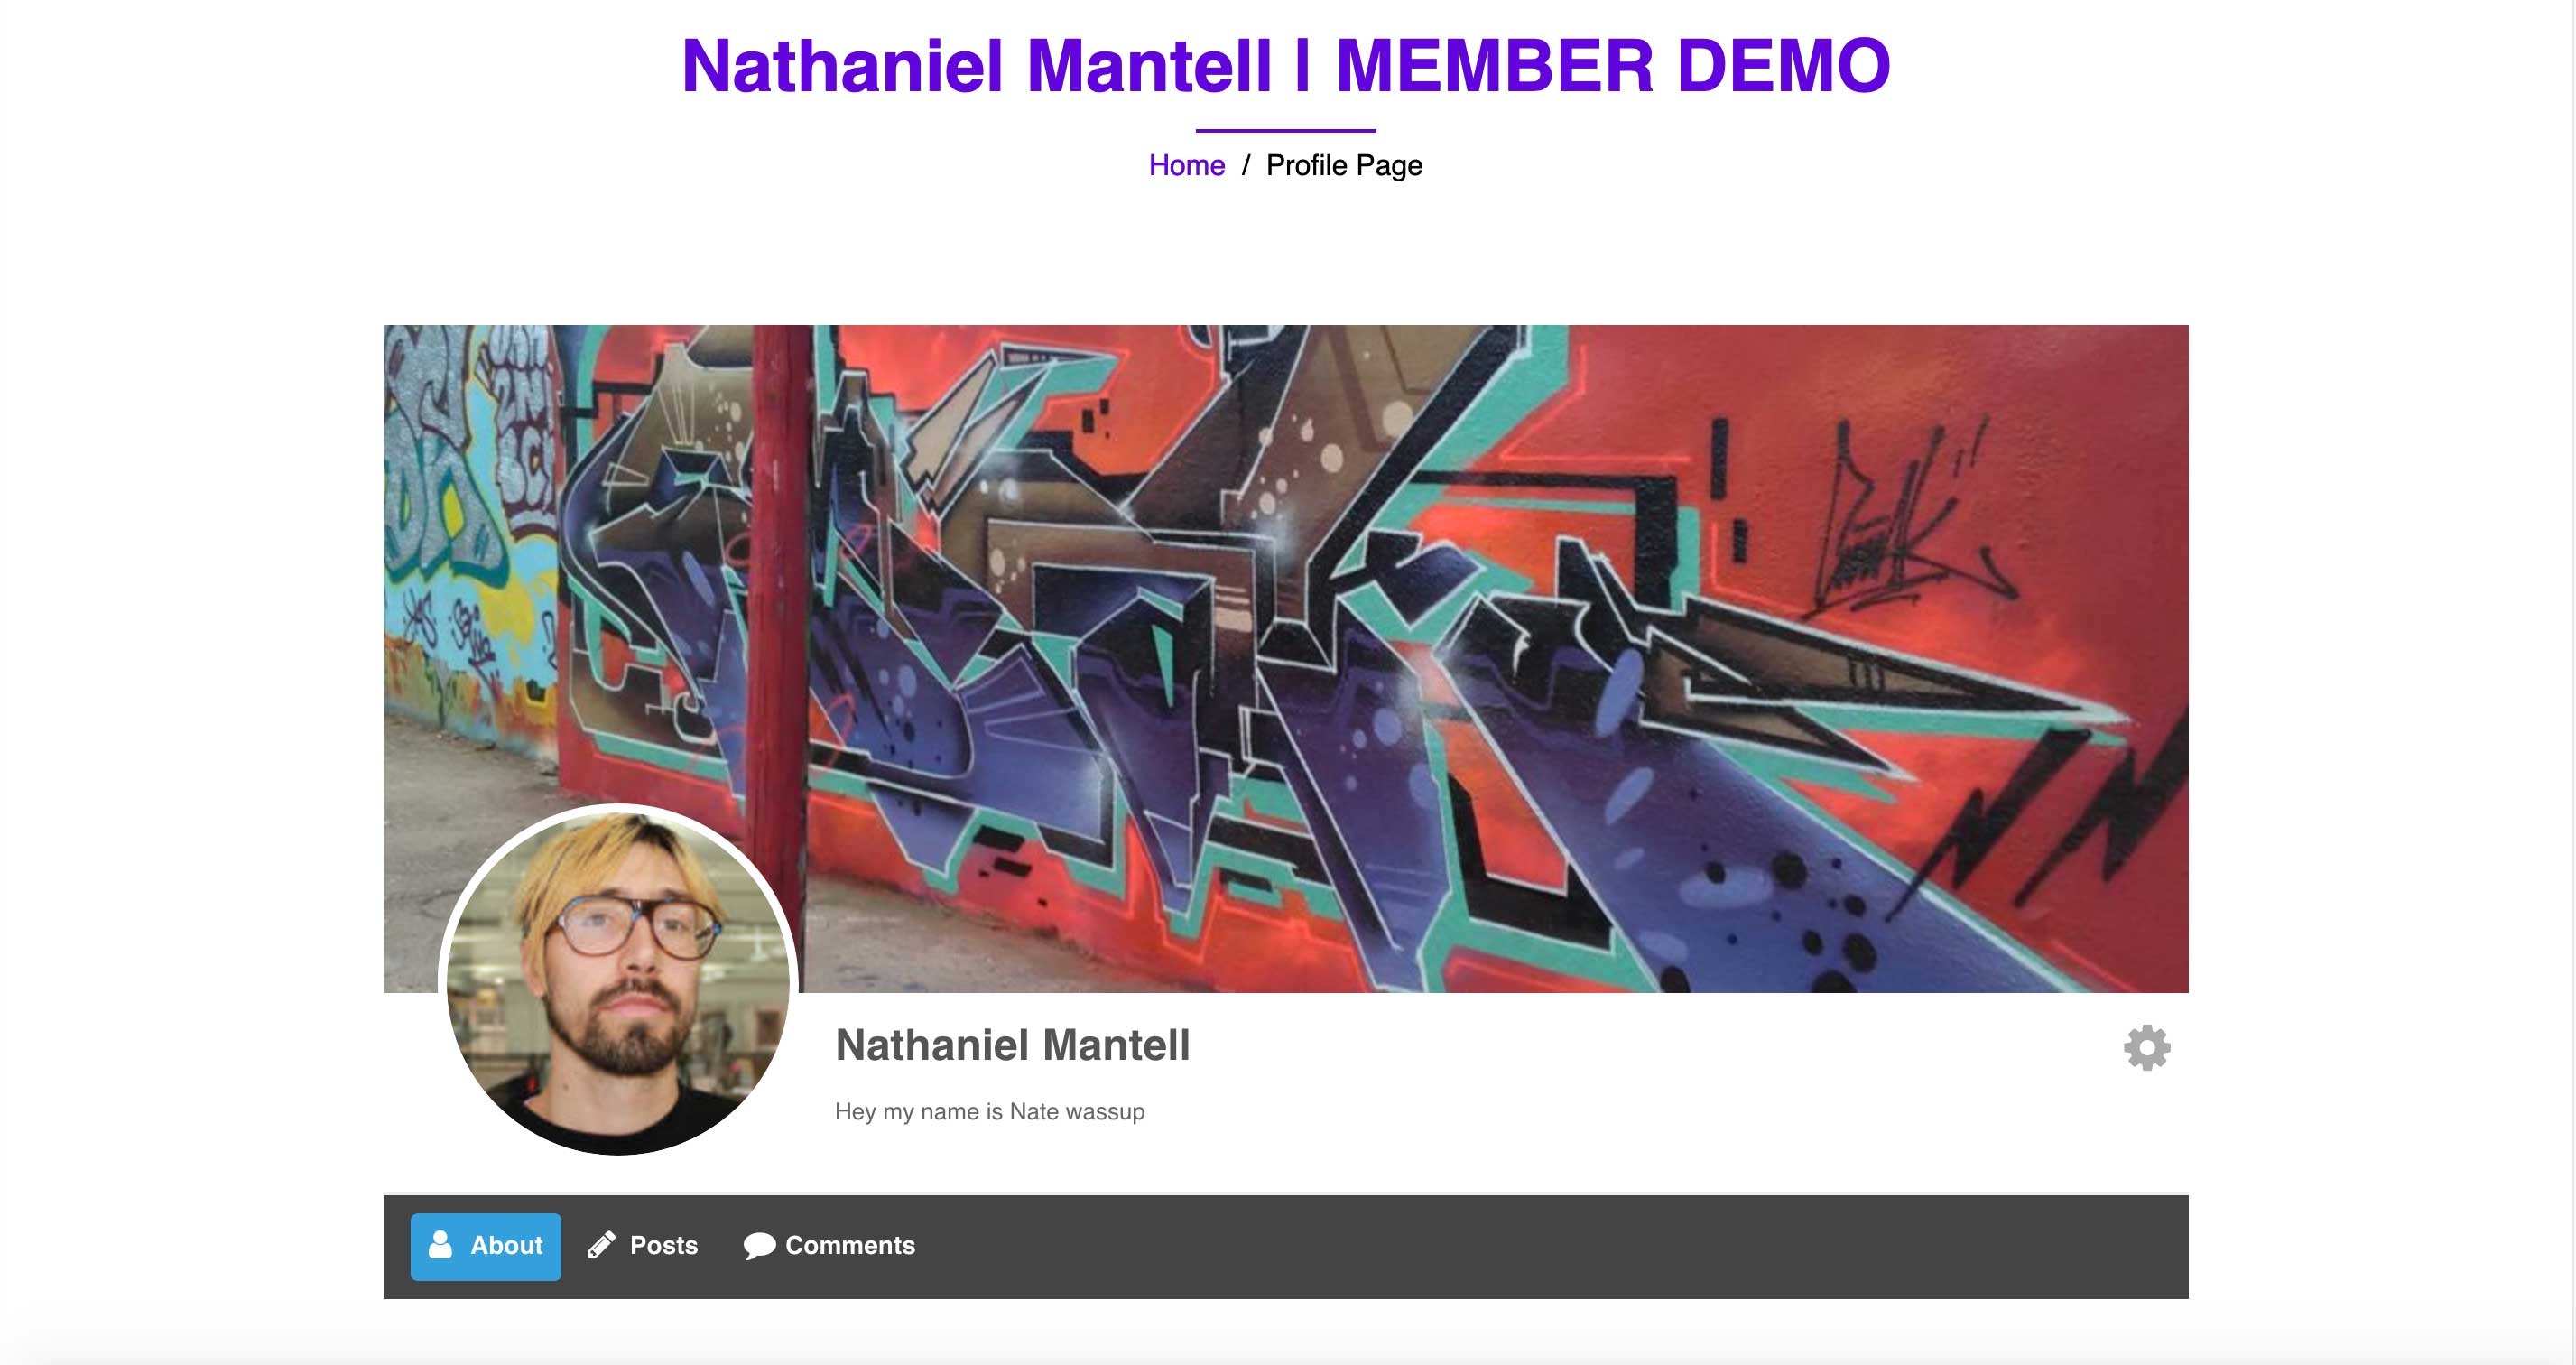 Nathaniel Mantell | MEMBER DEMO
Home / Profile Page
Nathaniel Mantell
Hey my name is Nate wassup
About Posts Comments